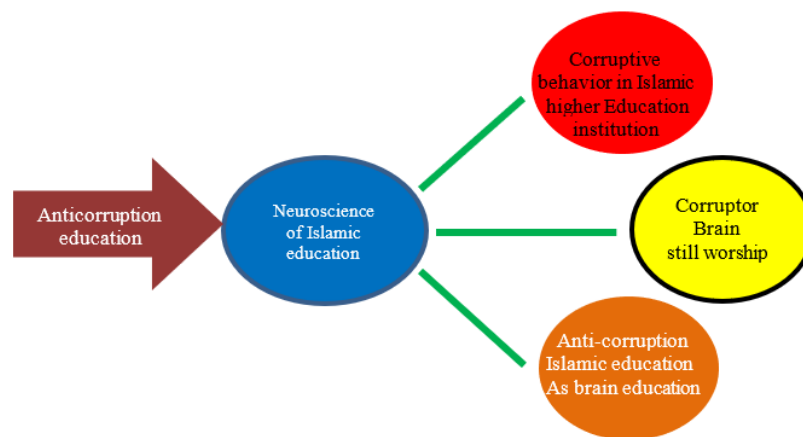 Anticorruption
education
Neuroscience
of Islamic
education
Corruptive
behavior in Islamic
higher Education
institution
Corruptor
Brain
still worship
Anti-corruption
Islamic education
As brain education